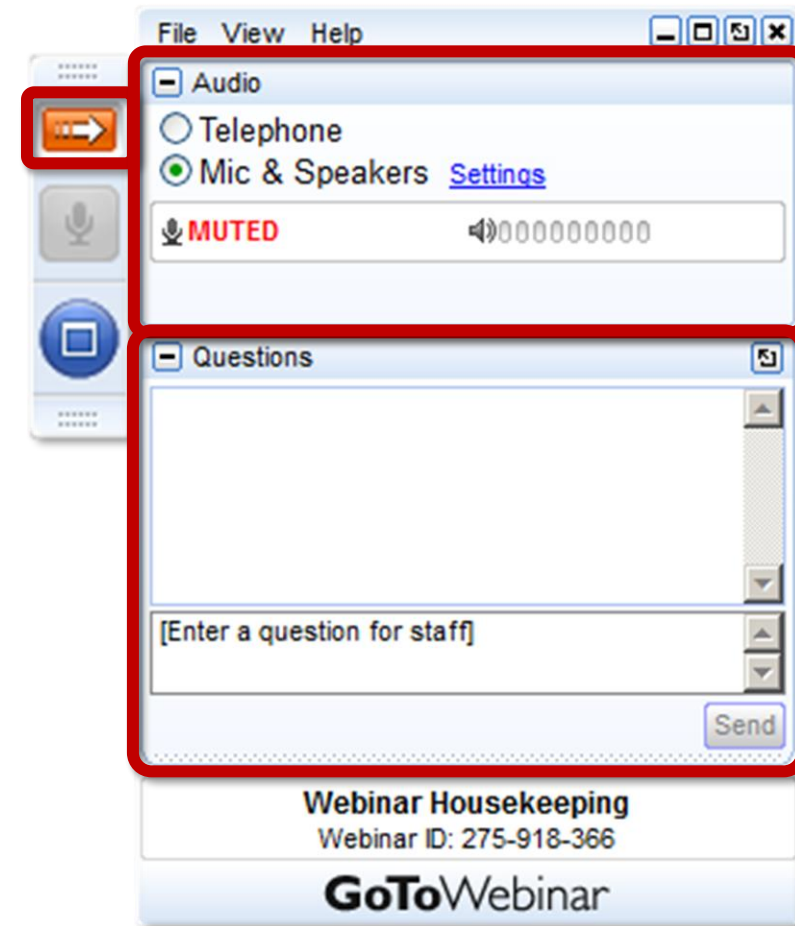 File View Help
Audio
Telephone
Mic & Speakers Settings
MUTED
Questions
[Enter a question for staff]
Send
Webinar Housekeeping
Webinar ID: 275-918-366
GoToWebinar